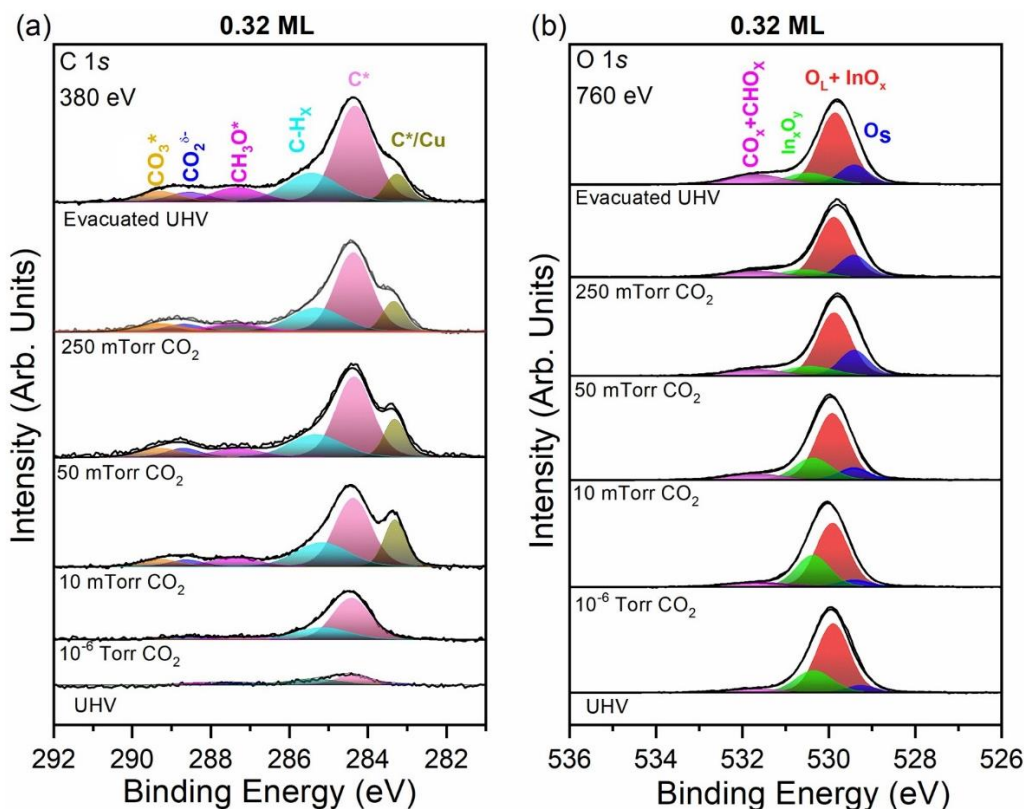 (a)
0.32 ML
C 1s
380 eV
CO₃*
CO₂ᵟ⁻
CH₃O*
C-Hₓ
C*
C*/Cu
Evacuated UHV
250 mTorr CO₂
50 mTorr CO₂
10 mTorr CO₂
10⁻⁶ Torr CO₂
UHV
Intensity (Arb. Units)
292 290 288 286 284 282
Binding Energy (eV)
(b)
0.32 ML
O 1s
760 eV
COₓ+CHOₓ
InₓOᵧ
O_L + InOₓ
Os
Evacuated UHV
250 mTorr CO₂
50 mTorr CO₂
10 mTorr CO₂
10⁻⁶ Torr CO₂
UHV
Intensity (Arb. Units)
536 534 532 530 528 526
Binding Energy (eV)